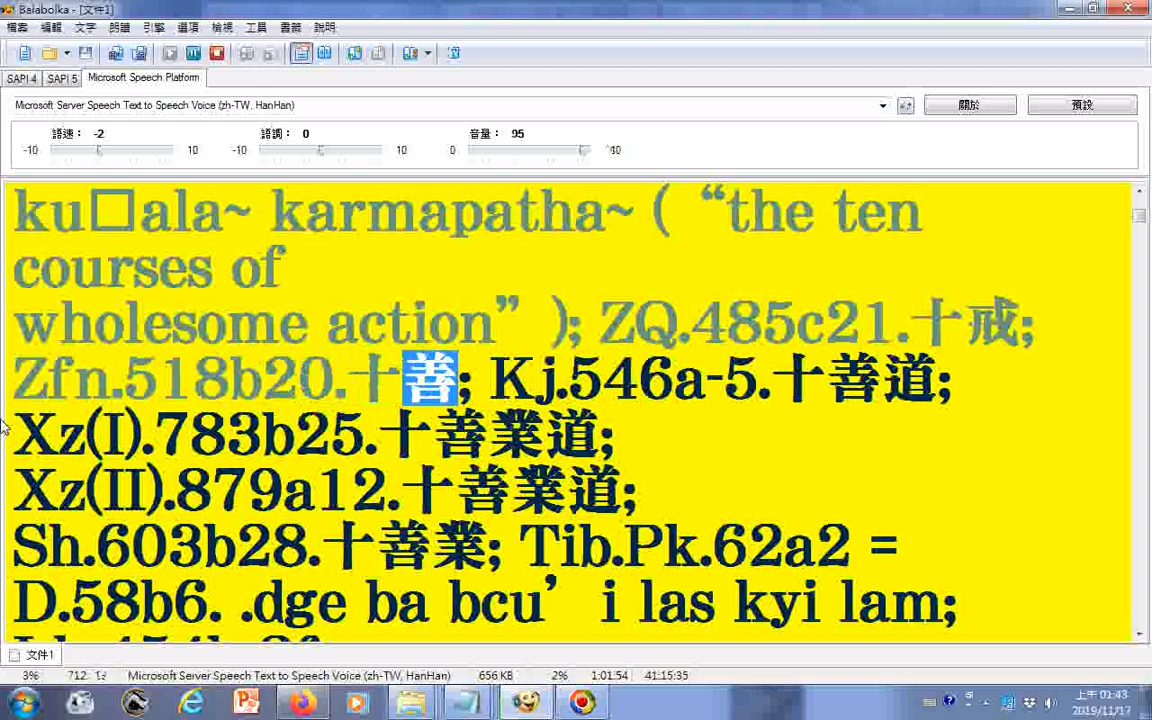 Balabolka - [文件1]
檔案 編輯 文字 朗讀 引擎 選項 檢視 工具 書籤 說明
SAPI 4 SAPI 5 Microsoft Speech Platform
Microsoft Server Speech Text to Speech Voice (zh-TW, HanHan) 關於 預設
語速： -2 語調： 0 音量： 95
-10 10 -10 10 0 100
ku□ala~ karmapatha~ (“the ten
courses of
wholesome action”); ZQ.485c21.十戒;
Zfn.518b20.十善; Kj.546a-5.十善道;
Xz(I).783b25.十善業道;
Xz(II).879a12.十善業道;
Sh.603b28.十善業; Tib.Pk.62a2 =
D.58b6. .dge ba bcu’i las kyi lam;
文件1
3% Microsoft Server Speech Text to Speech Voice (zh-TW, HanHan) 656 KB 2% 1:01:54 41:15:35
上午 01:43
2019/11/17